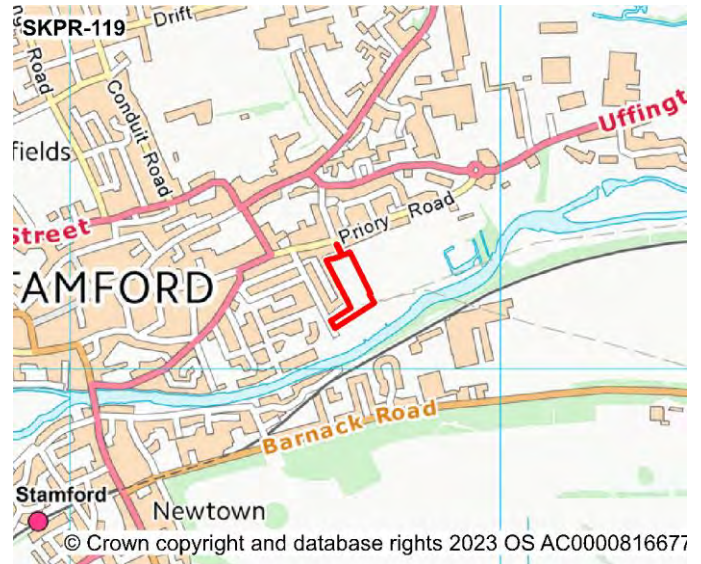 SKPR-119
Drift
Road
Conduit Road
fields
Uffingt
Street
Priory Road
TAMFORD
Barnack Road
Stamford
Newtown
© Crown copyright and database rights 2023 OS AC0000816677